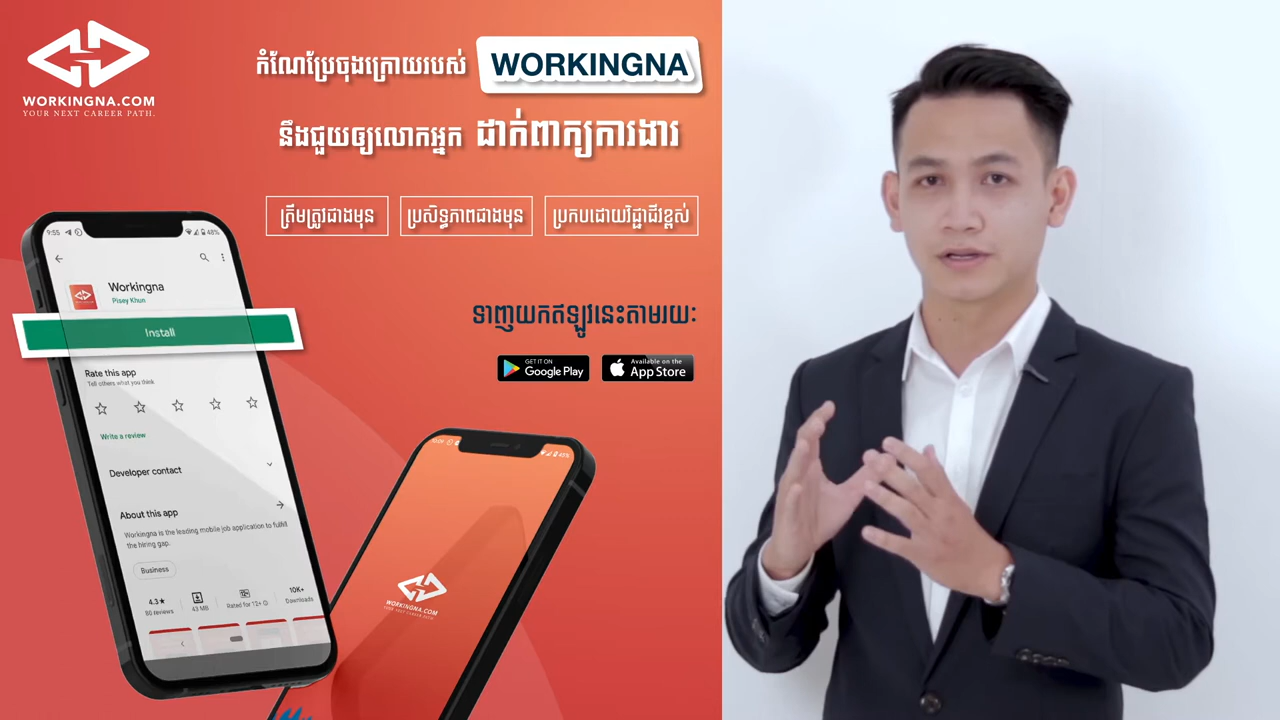 WORKINGNA.COM
YOUR NEXT CAREER PATH.
កំណែប្រែចុងក្រោយរបស់ WORKINGNA
នឹងជួយឲ្យលោកអ្នក ដាក់ពាក្យការងារ
ត្រឹមត្រូវជាងមុន ប្រសិទ្ធភាពជាងមុន ប្រកបដោយវិជ្ជាជីវខ្ពស់
ទាញយកឥឡូវនេះតាមរយៈ
GET IT ON Google Play
Available on the App Store
9:55 48%
Workingna
Pisey Khun
Install
Rate this app
Tell others what you think
Write a review
Developer contact
About this app
Workingna is the leading mobile job application to fulfill
the hiring gap.
Business
4.3★ 10K+
80 reviews 43 MB Rated for 12+ Downloads
WORKINGNA.COM
YOUR NEXT CAREER PATH.